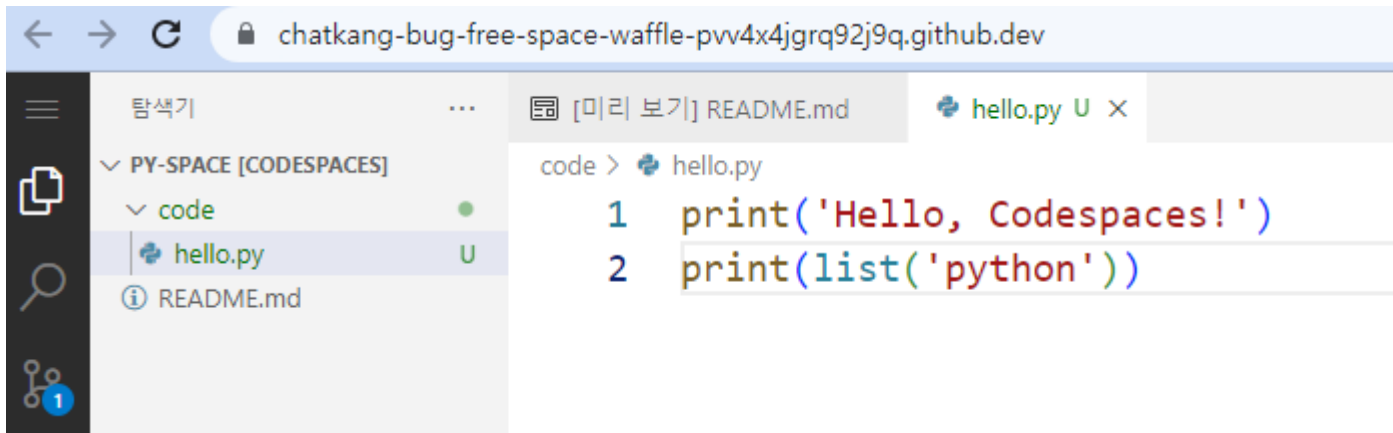 chatkang-bug-free-space-waffle-pvv4x4jgrq92j9q.github.dev
탐색기 ...
[미리 보기] README.md
hello.py U
PY-SPACE [CODESPACES]
code > hello.py
code
hello.py U
README.md
1 print('Hello, Codespaces!')
2 print(list('python'))
1